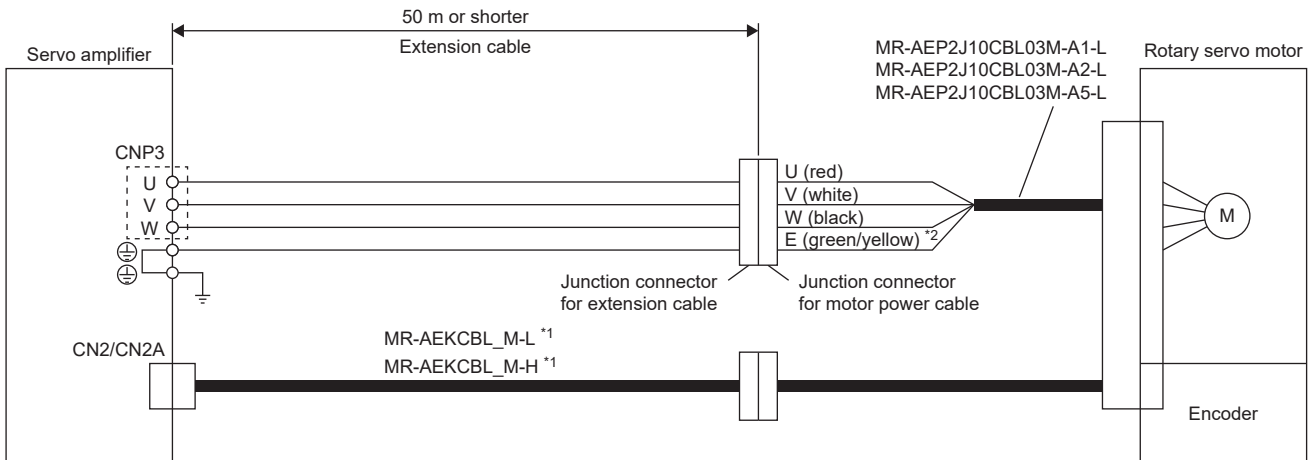 50 m or shorter
Extension cable
Servo amplifier
MR-AEP2J10CBL03M-A1-L
MR-AEP2J10CBL03M-A2-L
MR-AEP2J10CBL03M-A5-L
Rotary servo motor
CNP3
U
V
W
U (red)
V (white)
W (black)
E (green/yellow) *2
M
Junction connector
for extension cable
Junction connector
for motor power cable
CN2/CN2A
MR-AEKCBL_M-L *1
MR-AEKCBL_M-H *1
Encoder